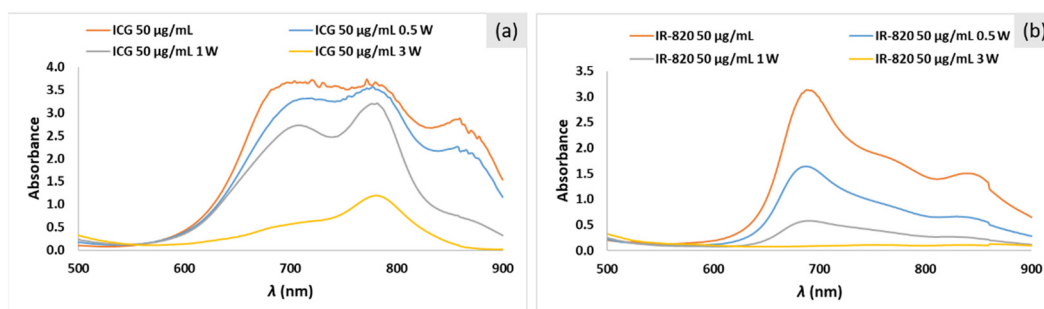 ICG 50 µg/mL
ICG 50 µg/mL 0.5 W
(a)
ICG 50 µg/mL 1 W
ICG 50 µg/mL 3 W
4.0
3.5
3.0
2.5
2.0
1.5
1.0
0.5
0.0
Absorbance
500 600 700 800 900
λ (nm)
IR-820 50 µg/mL
IR-820 50 µg/mL 0.5 W
(b)
IR-820 50 µg/mL 1 W
IR-820 50 µg/mL 3 W
3.5
3.0
2.5
2.0
1.5
1.0
0.5
0.0
Absorbance
500 600 700 800 900
λ (nm)